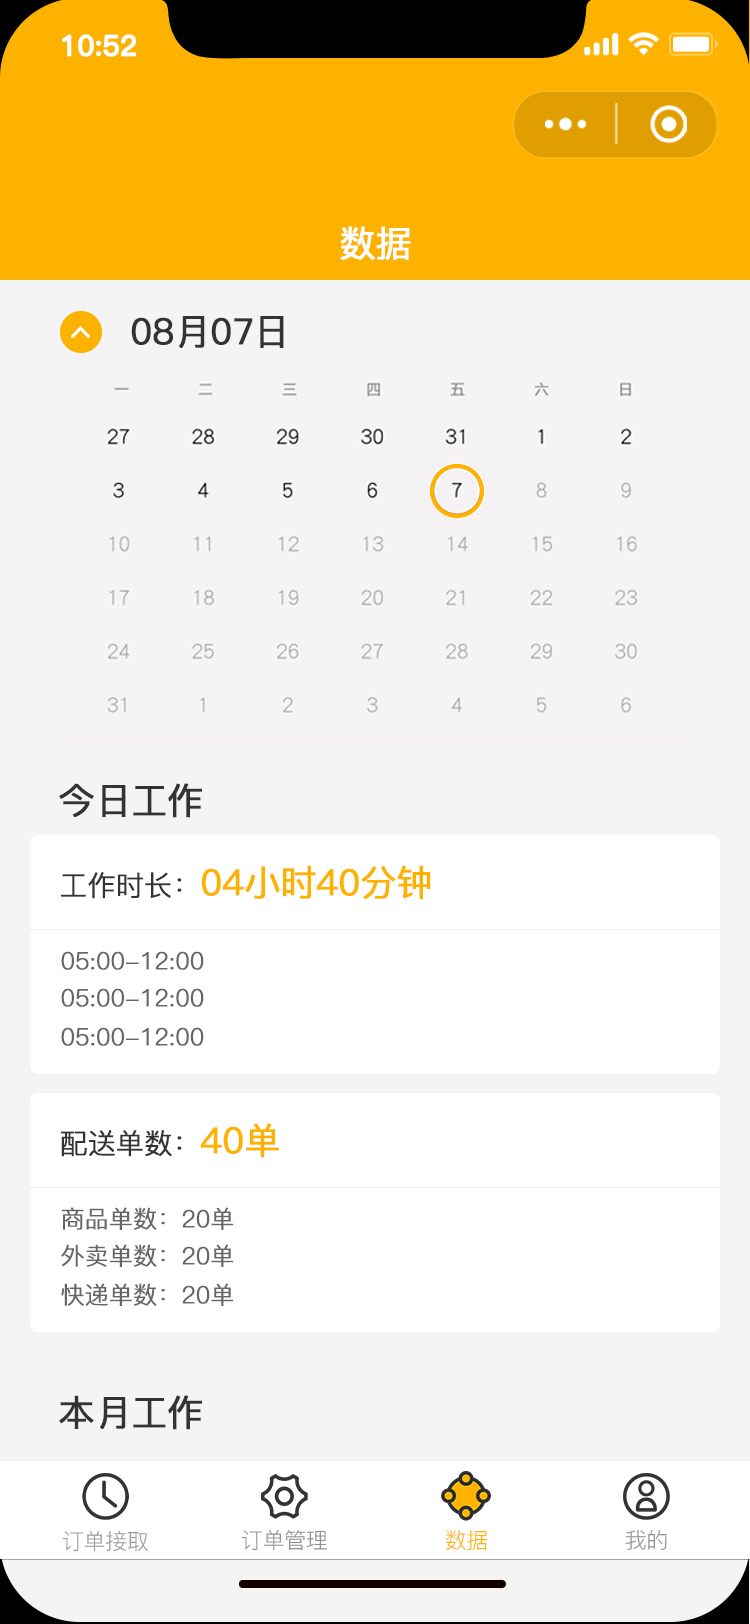 10:52
数据
08月07日
一 二 三 四 五 六 日
27 28 29 30 31 1 2
3 4 5 6 7 8 9
10 11 12 13 14 15 16
17 18 19 20 21 22 23
24 25 26 27 28 29 30
31 1 2 3 4 5 6
今日工作
工作时长：04小时40分钟
05:00-12:00
05:00-12:00
05:00-12:00
配送单数：40单
商品单数：20单
外卖单数：20单
快递单数：20单
本月工作
订单接取 订单管理 数据 我的